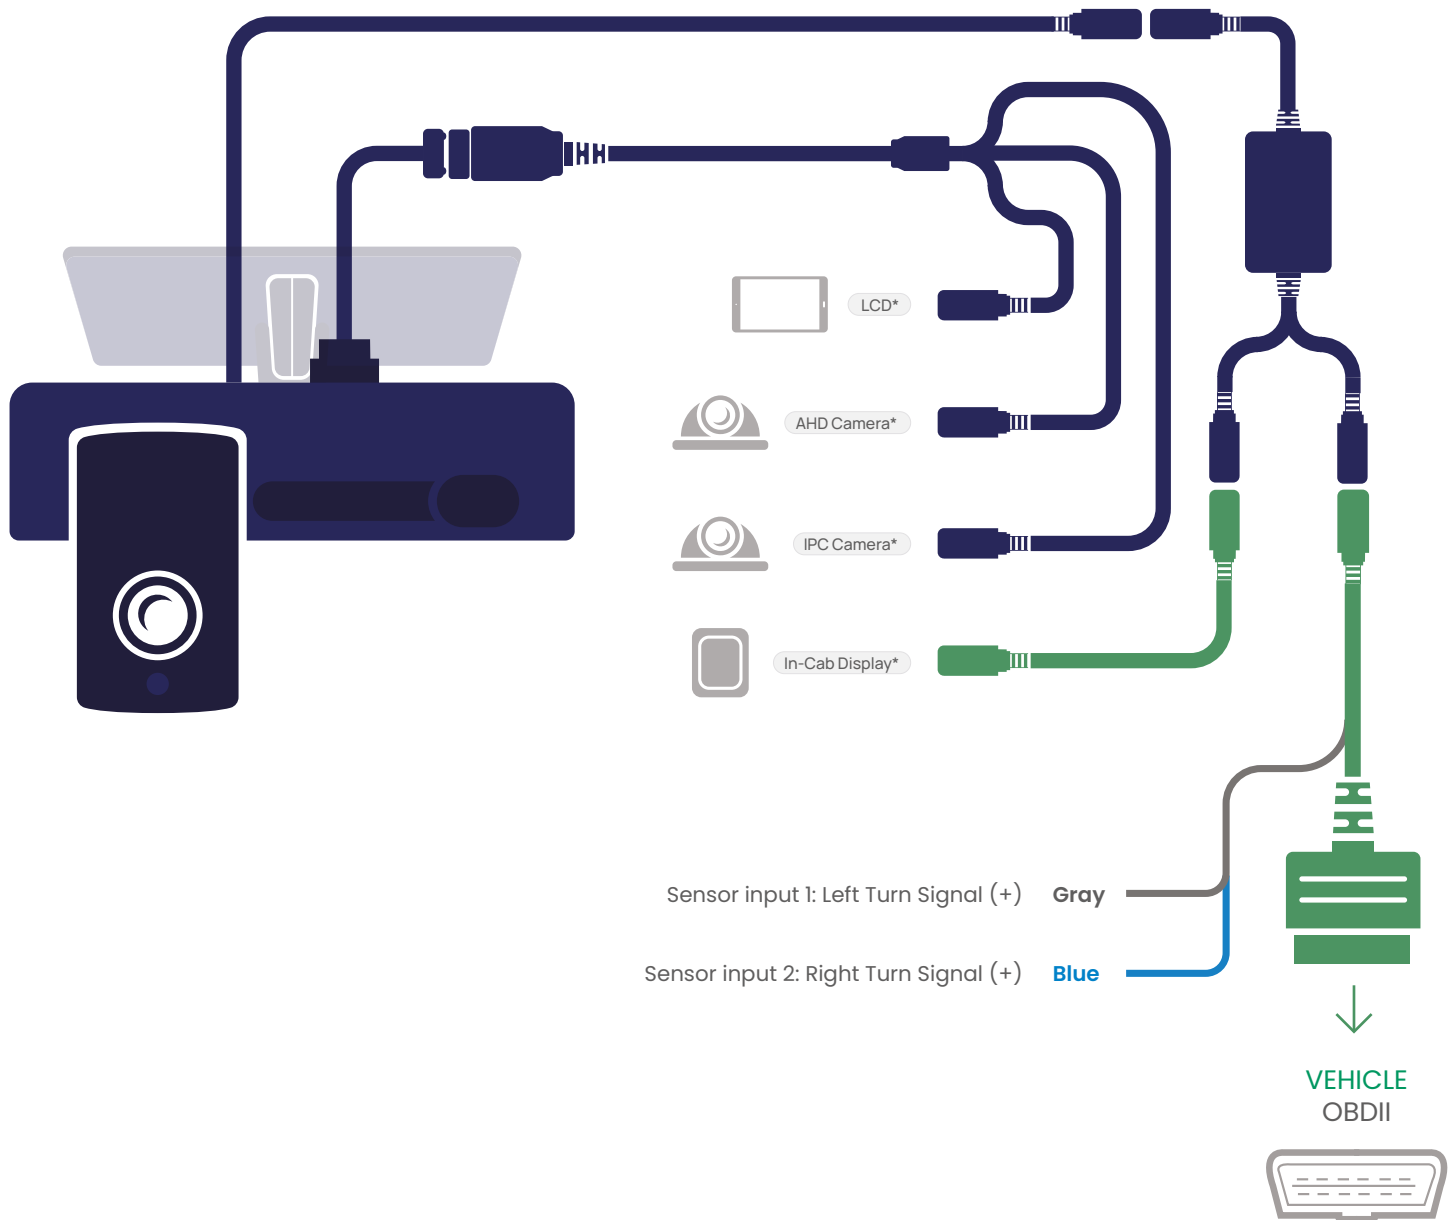 LCD*
AHD Camera*
IPC Camera*
In-Cab Display*
Sensor input 1: Left Turn Signal (+) Gray
Sensor input 2: Right Turn Signal (+) Blue
VEHICLE
OBDII